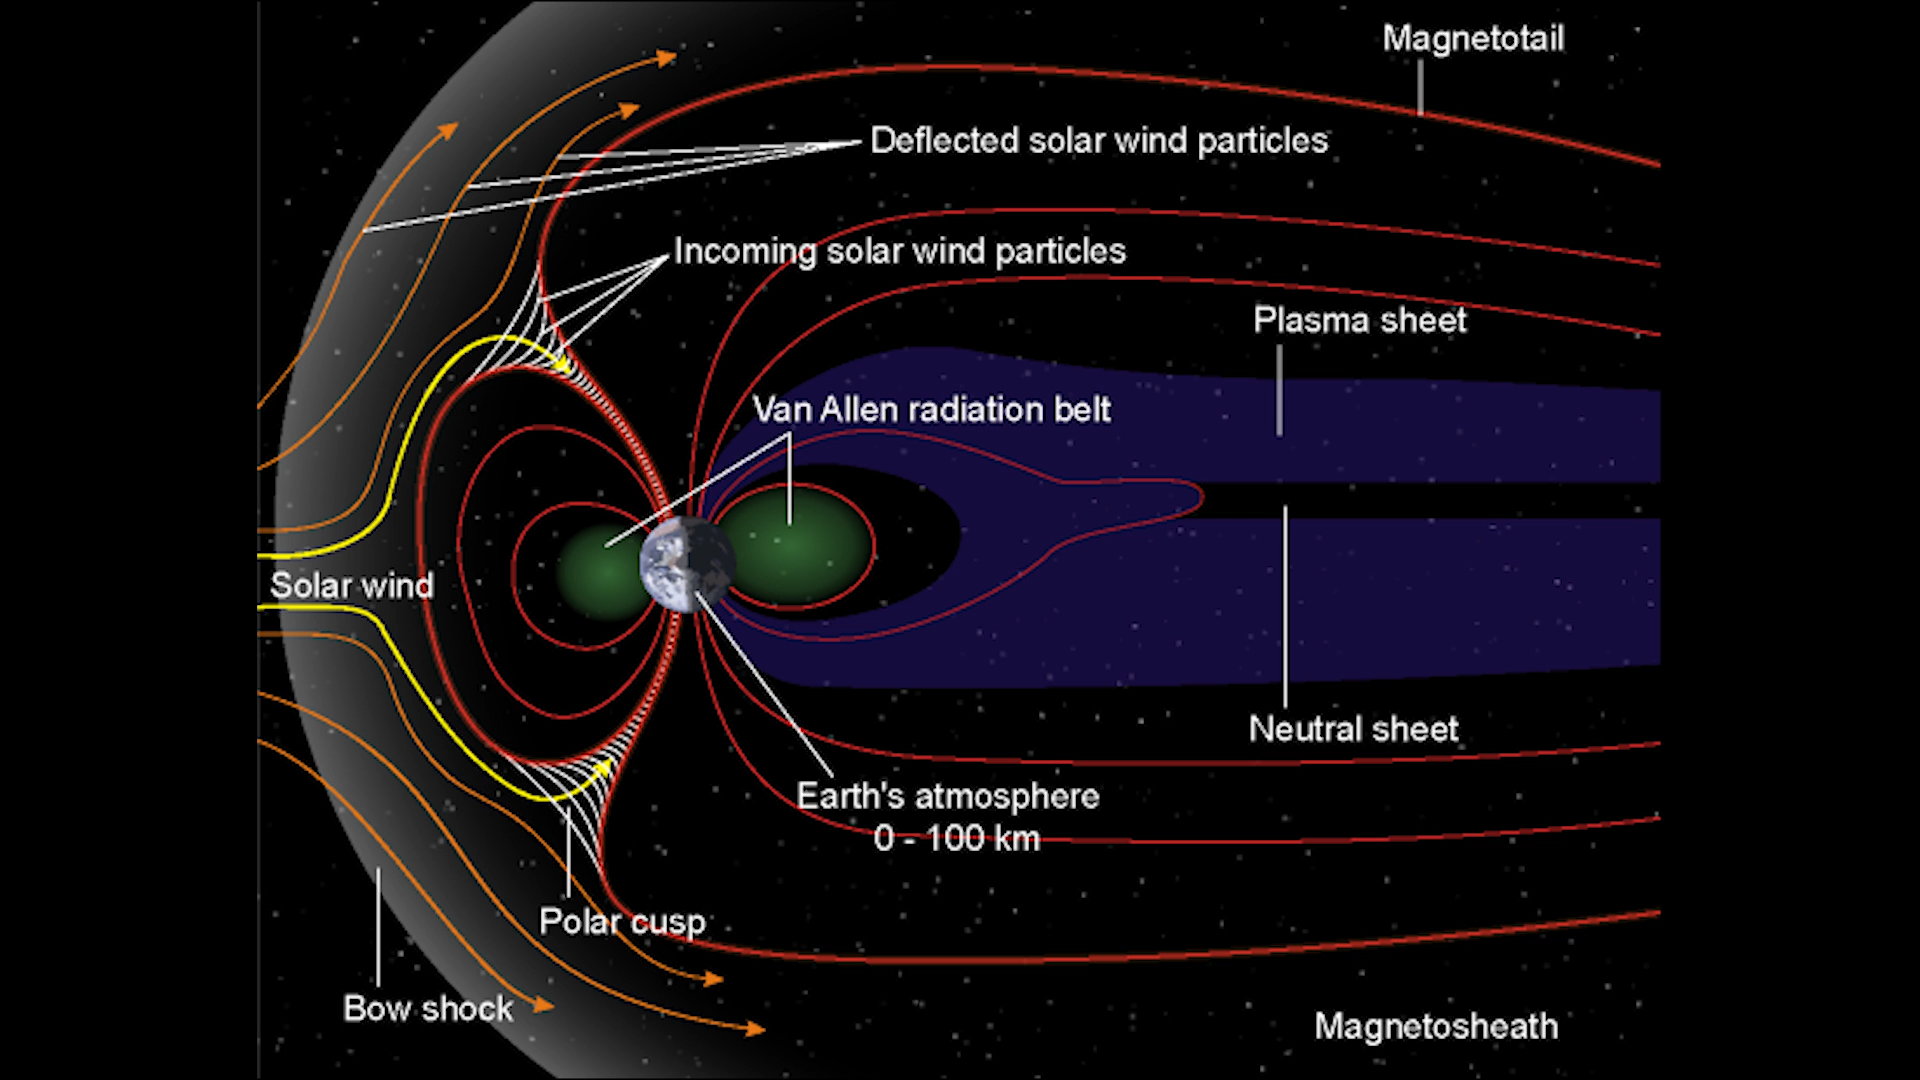 Magnetotail
Deflected solar wind particles
Incoming solar wind particles
Plasma sheet
Van Allen radiation belt
Solar wind
Neutral sheet
Earth's atmosphere
0 - 100 km
Polar cusp
Bow shock
Magnetosheath